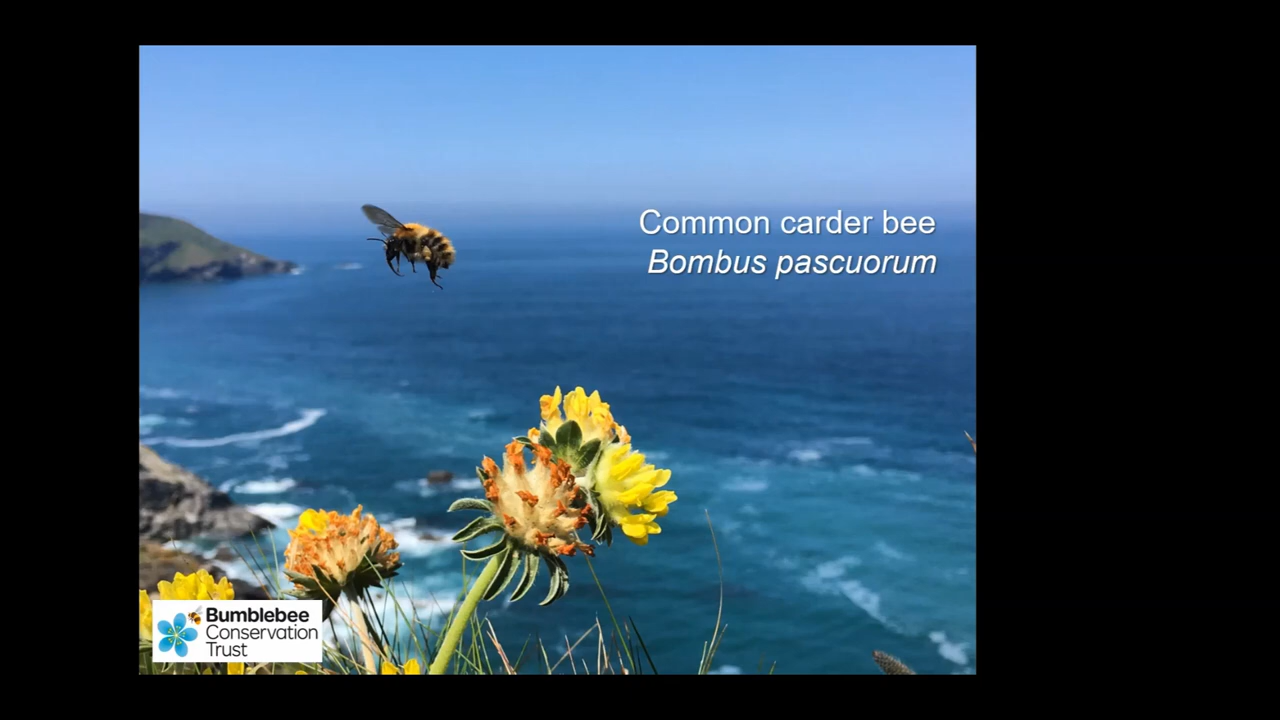 Common carder bee
Bombus pascuorum
Bumblebee
Conservation
Trust